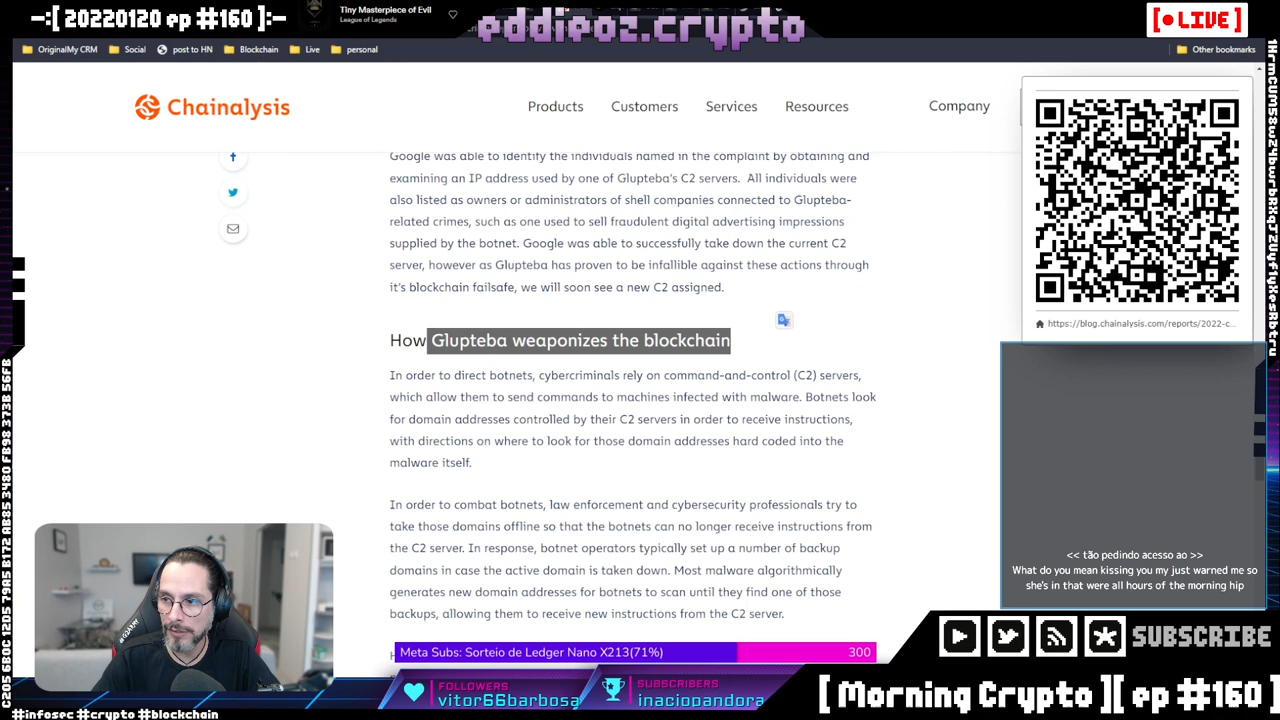 -:[ 20220120 ep #160 ]:-
Tiny Masterpiece of Evil
League of Legends
eddieoz.crypto
[ ● LIVE ]
OriginalMy CRM
Social
post to HN
Blockchain
Live
personal
Other bookmarks
Chainalysis
Products
Customers
Services
Resources
Company
Google was able to identify the individuals named in the complaint by obtaining and
examining an IP address used by one of Glupteba's C2 servers.  All individuals were
also listed as owners or administrators of shell companies connected to Glupteba-
related crimes, such as one used to sell fraudulent digital advertising impressions
supplied by the botnet. Google was able to successfully take down the current C2
server, however as Glupteba has proven to be infallible against these actions through
it's blockchain failsafe, we will soon see a new C2 assigned.
How Glupteba weaponizes the blockchain
In order to direct botnets, cybercriminals rely on command-and-control (C2) servers,
which allow them to send commands to machines infected with malware. Botnets look
for domain addresses controlled by their C2 servers in order to receive instructions,
with directions on where to look for those domain addresses hard coded into the
malware itself.
In order to combat botnets, law enforcement and cybersecurity professionals try to
take those domains offline so that the botnets can no longer receive instructions from
the C2 server. In response, botnet operators typically set up a number of backup
domains in case the active domain is taken down. Most malware algorithmically
generates new domain addresses for botnets to scan until they find one of those
backups, allowing them to receive new instructions from the C2 server.
https://blog.chainalysis.com/reports/2022-c...
<< tão pedindo acesso ao >>
What do you mean kissing you my just warned me so
she's in that were all hours of the morning hip
Meta Subs: Sorteio de Ledger Nano X213(71%)
300
FOLLOWERS
vitor66barbosa
SUBSCRIBERS
inaciopandora
SUBSCRIBE
[ Morning Crypto ][ ep #160 ]
#infosec #crypto #blockchain